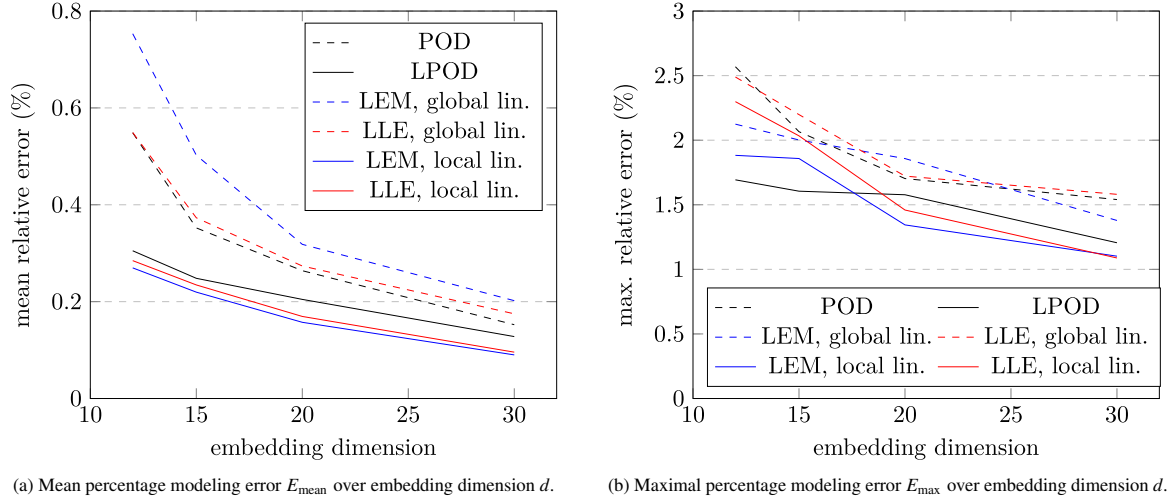 0.8
0.6
0.4
0.2
0
mean relative error (%)
POD
LPOD
LEM, global lin.
LLE, global lin.
LEM, local lin.
LLE, local lin.
10 15 20 25 30
embedding dimension
(a) Mean percentage modeling error E_mean over embedding dimension d.
3
2.5
2
1.5
1
0.5
0
max. relative error (%)
POD LPOD
LEM, global lin. LLE, global lin.
LEM, local lin. LLE, local lin.
10 15 20 25 30
embedding dimension
(b) Maximal percentage modeling error E_max over embedding dimension d.